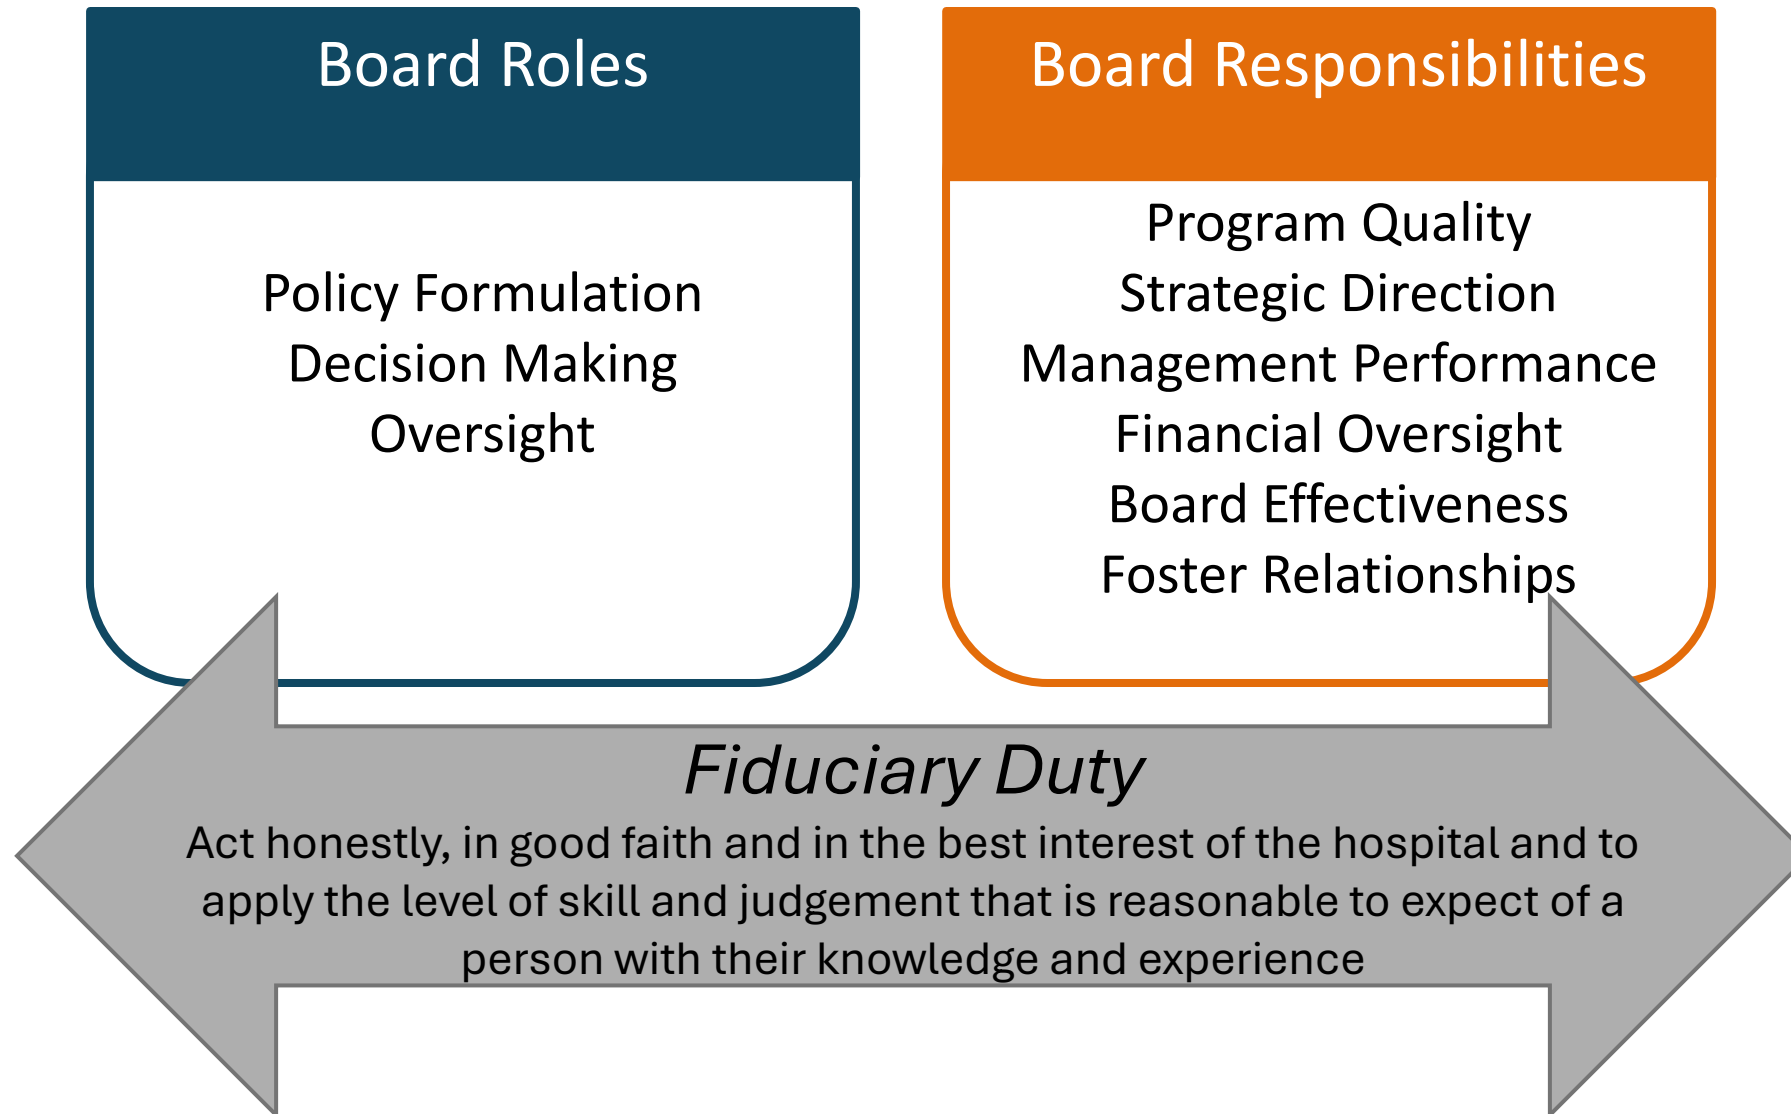 Board Roles
Policy Formulation
Decision Making
Oversight
Board Responsibilities
Program Quality
Strategic Direction
Management Performance
Financial Oversight
Board Effectiveness
Foster Relationships
Fiduciary Duty
Act honestly, in good faith and in the best interest of the hospital and to
apply the level of skill and judgement that is reasonable to expect of a
person with their knowledge and experience